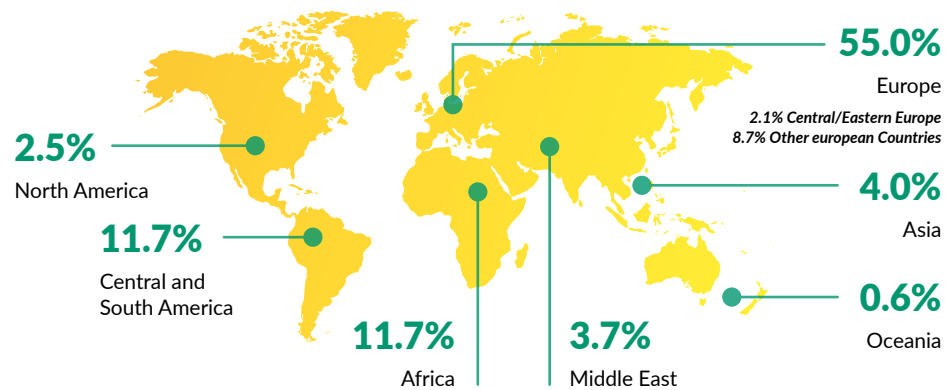 55.0%
Europe
2.1% Central/Eastern Europe
8.7% Other european Countries
2.5%
North America
4.0%
Asia
11.7%
Central and
South America
0.6%
Oceania
11.7%
Africa
3.7%
Middle East